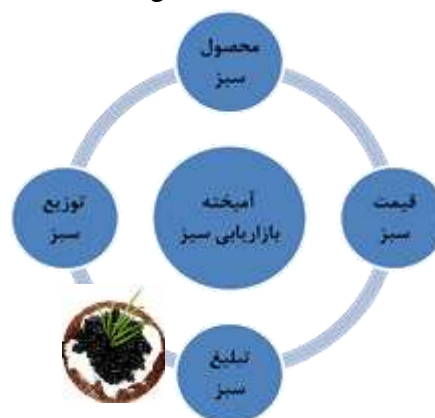 محصول
سبز
قیمت
سبز
آمیخته
بازاریابی سبز
توزیع
سبز
تبلیغ
سبز